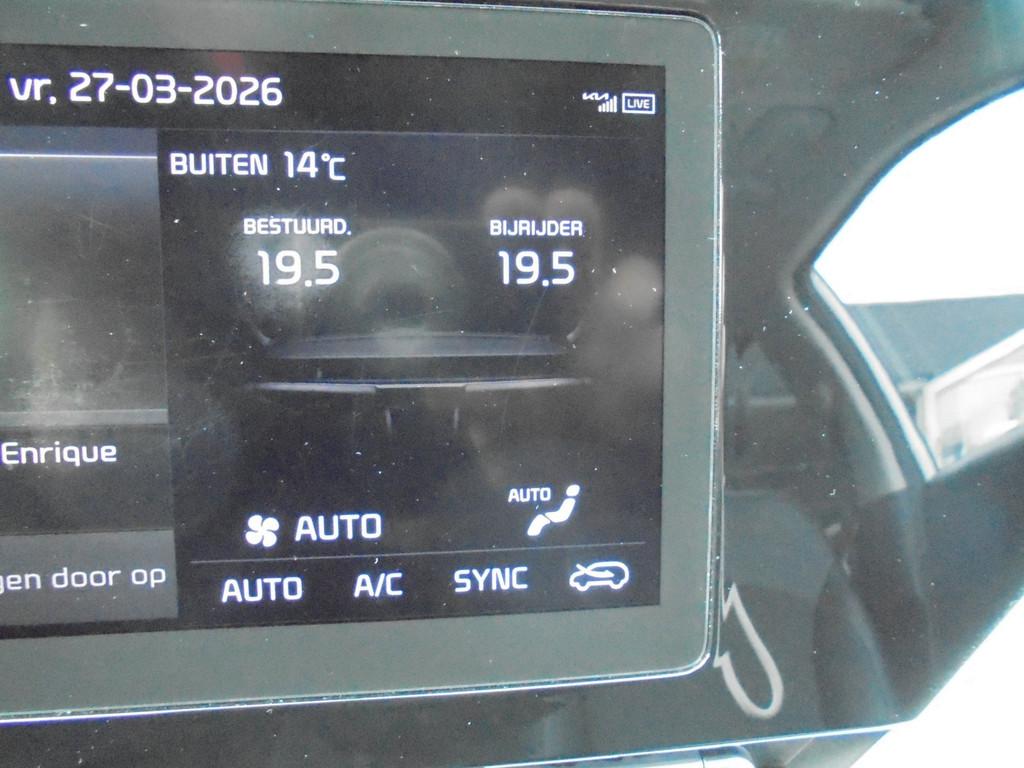 vr, 27-03-2026
KIA LIVE
BUITEN 14°C
BESTUURD. BIJRIJDER
19.5 19.5
Enrique
AUTO
AUTO
gen door op
AUTO A/C SYNC